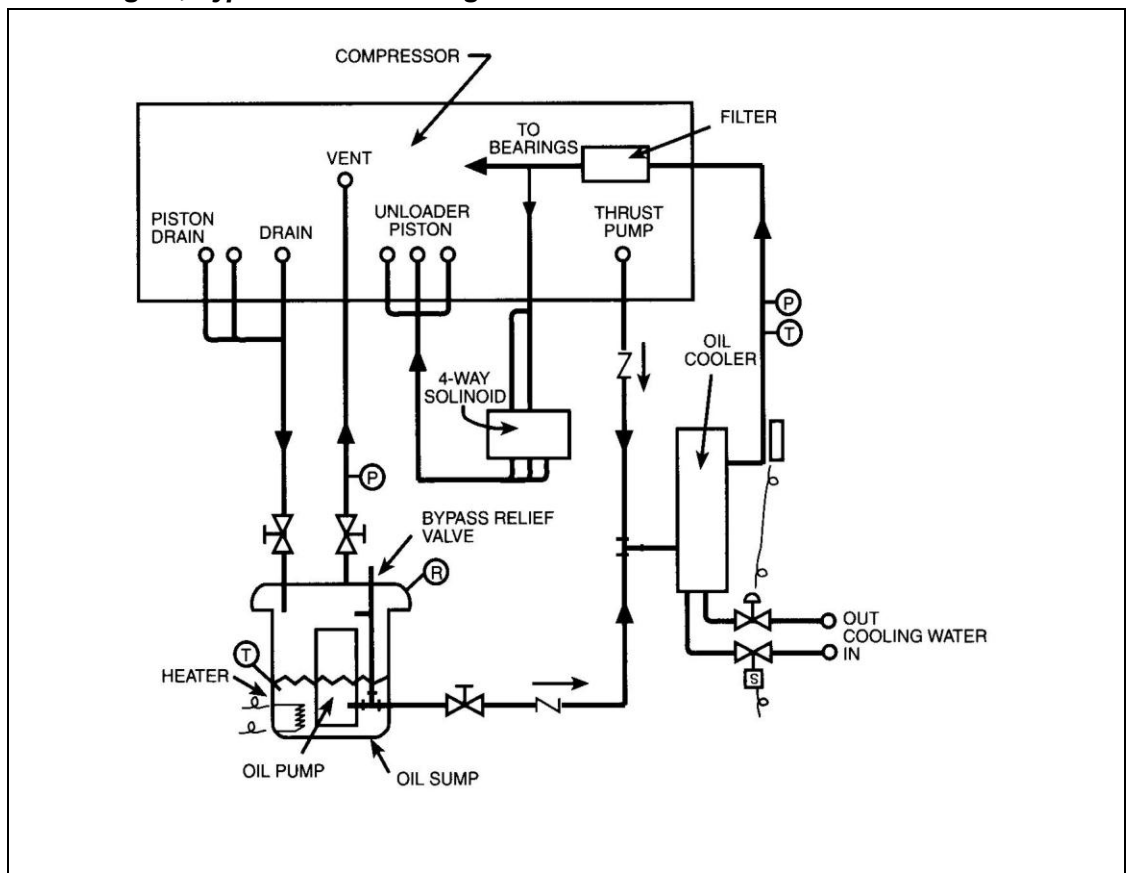 COMPRESSOR
FILTER
TO
BEARINGS
VENT
PISTON
DRAIN
DRAIN
UNLOADER
PISTON
THRUST
PUMP
P
T
OIL
COOLER
4-WAY
SOLINOID
P
BYPASS RELIEF
VALVE
R
OUT
COOLING WATER
IN
S
T
HEATER
OIL PUMP
OIL SUMP